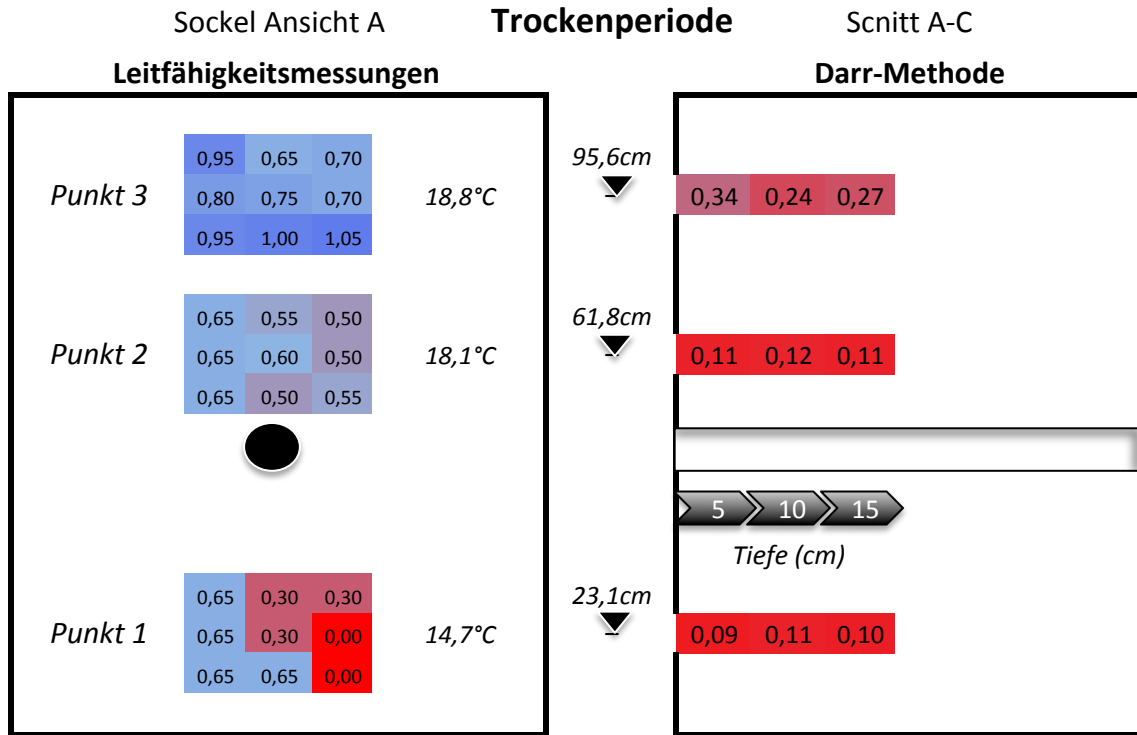 Sockel Ansicht A Trockenperiode Scnitt A-C
Leitfähigkeitsmessungen Darr-Methode
95,6cm
0,95 0,65 0,70
Punkt 3 0,80 0,75 0,70 18,8°C 0,34 0,24 0,27
0,95 1,00 1,05
61,8cm
0,65 0,55 0,50
Punkt 2 0,65 0,60 0,50 18,1°C 0,11 0,12 0,11
0,65 0,50 0,55
5 10 15
Tiefe (cm)
23,1cm
0,65 0,30 0,30
Punkt 1 0,65 0,30 0,00 14,7°C 0,09 0,11 0,10
0,65 0,65 0,00